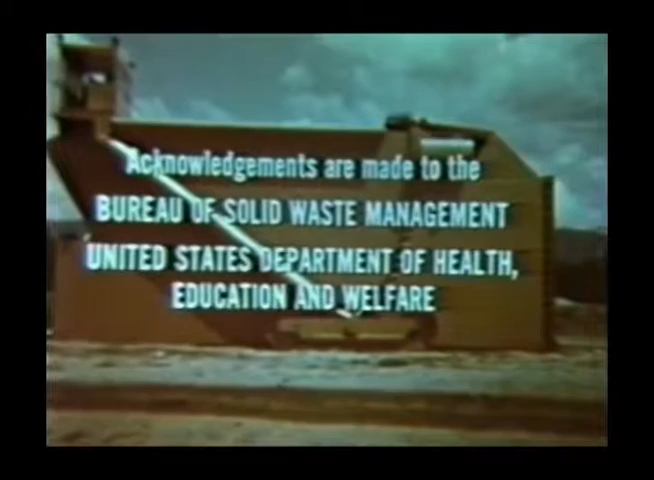 Acknowledgements are made to the
BUREAU OF SOLID WASTE MANAGEMENT
UNITED STATES DEPARTMENT OF HEALTH,
EDUCATION AND WELFARE